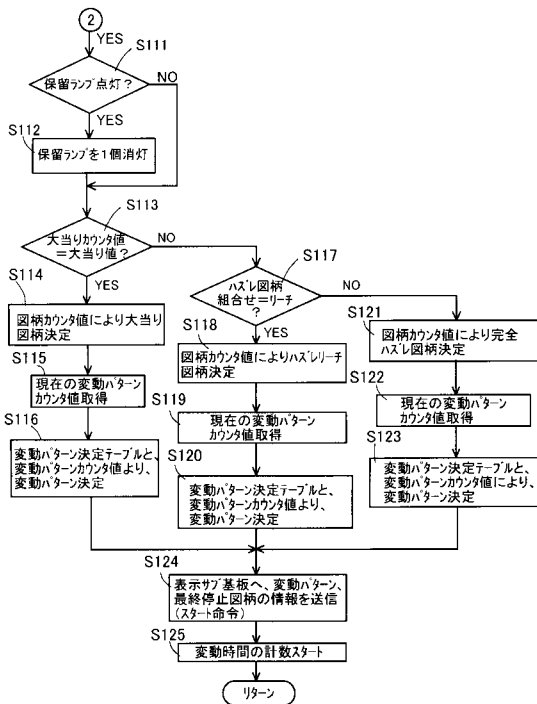 2
YES
S111
保留ランプ点灯？
NO
YES
S112
保留ランプを1個消灯
S113
大当りカウンタ値
＝大当り値？
NO
YES
S117
ハズレ図柄
組合せ＝リーチ
？
NO
YES
S114
図柄カウンタ値により大当り
図柄決定
S115
現在の変動パターン
カウンタ値取得
S116
変動パターン決定テーブルと、
変動パターンカウンタ値より、
変動パターン決定
S118
図柄カウンタ値によりハズレリーチ
図柄決定
S119
現在の変動パターン
カウンタ値取得
S120
変動パターン決定テーブルと、
変動パターンカウンタ値より、
変動パターン決定
S121
図柄カウンタ値により完全
ハズレ図柄決定
S122
現在の変動パターン
カウンタ値取得
S123
変動パターン決定テーブルと、
変動パターンカウンタ値により、
変動パターン決定
S124
表示サブ基板へ、変動パターン、
最終停止図柄の情報を送信
(スタート命令)
S125
変動時間の計数スタート
リターン